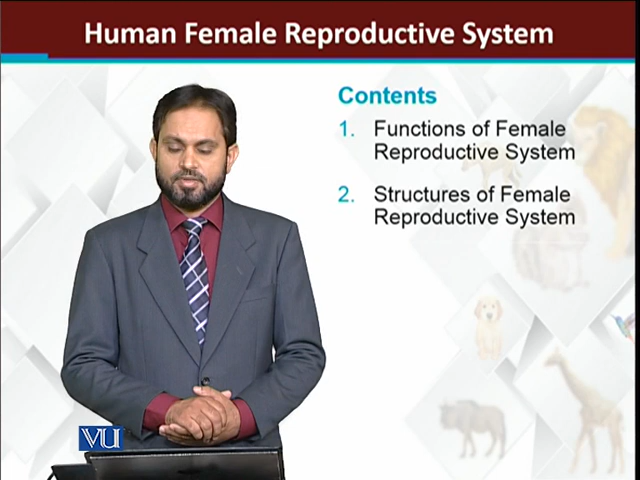 Human Female Reproductive System
Contents
1. Functions of Female
Reproductive System
2. Structures of Female
Reproductive System
VU